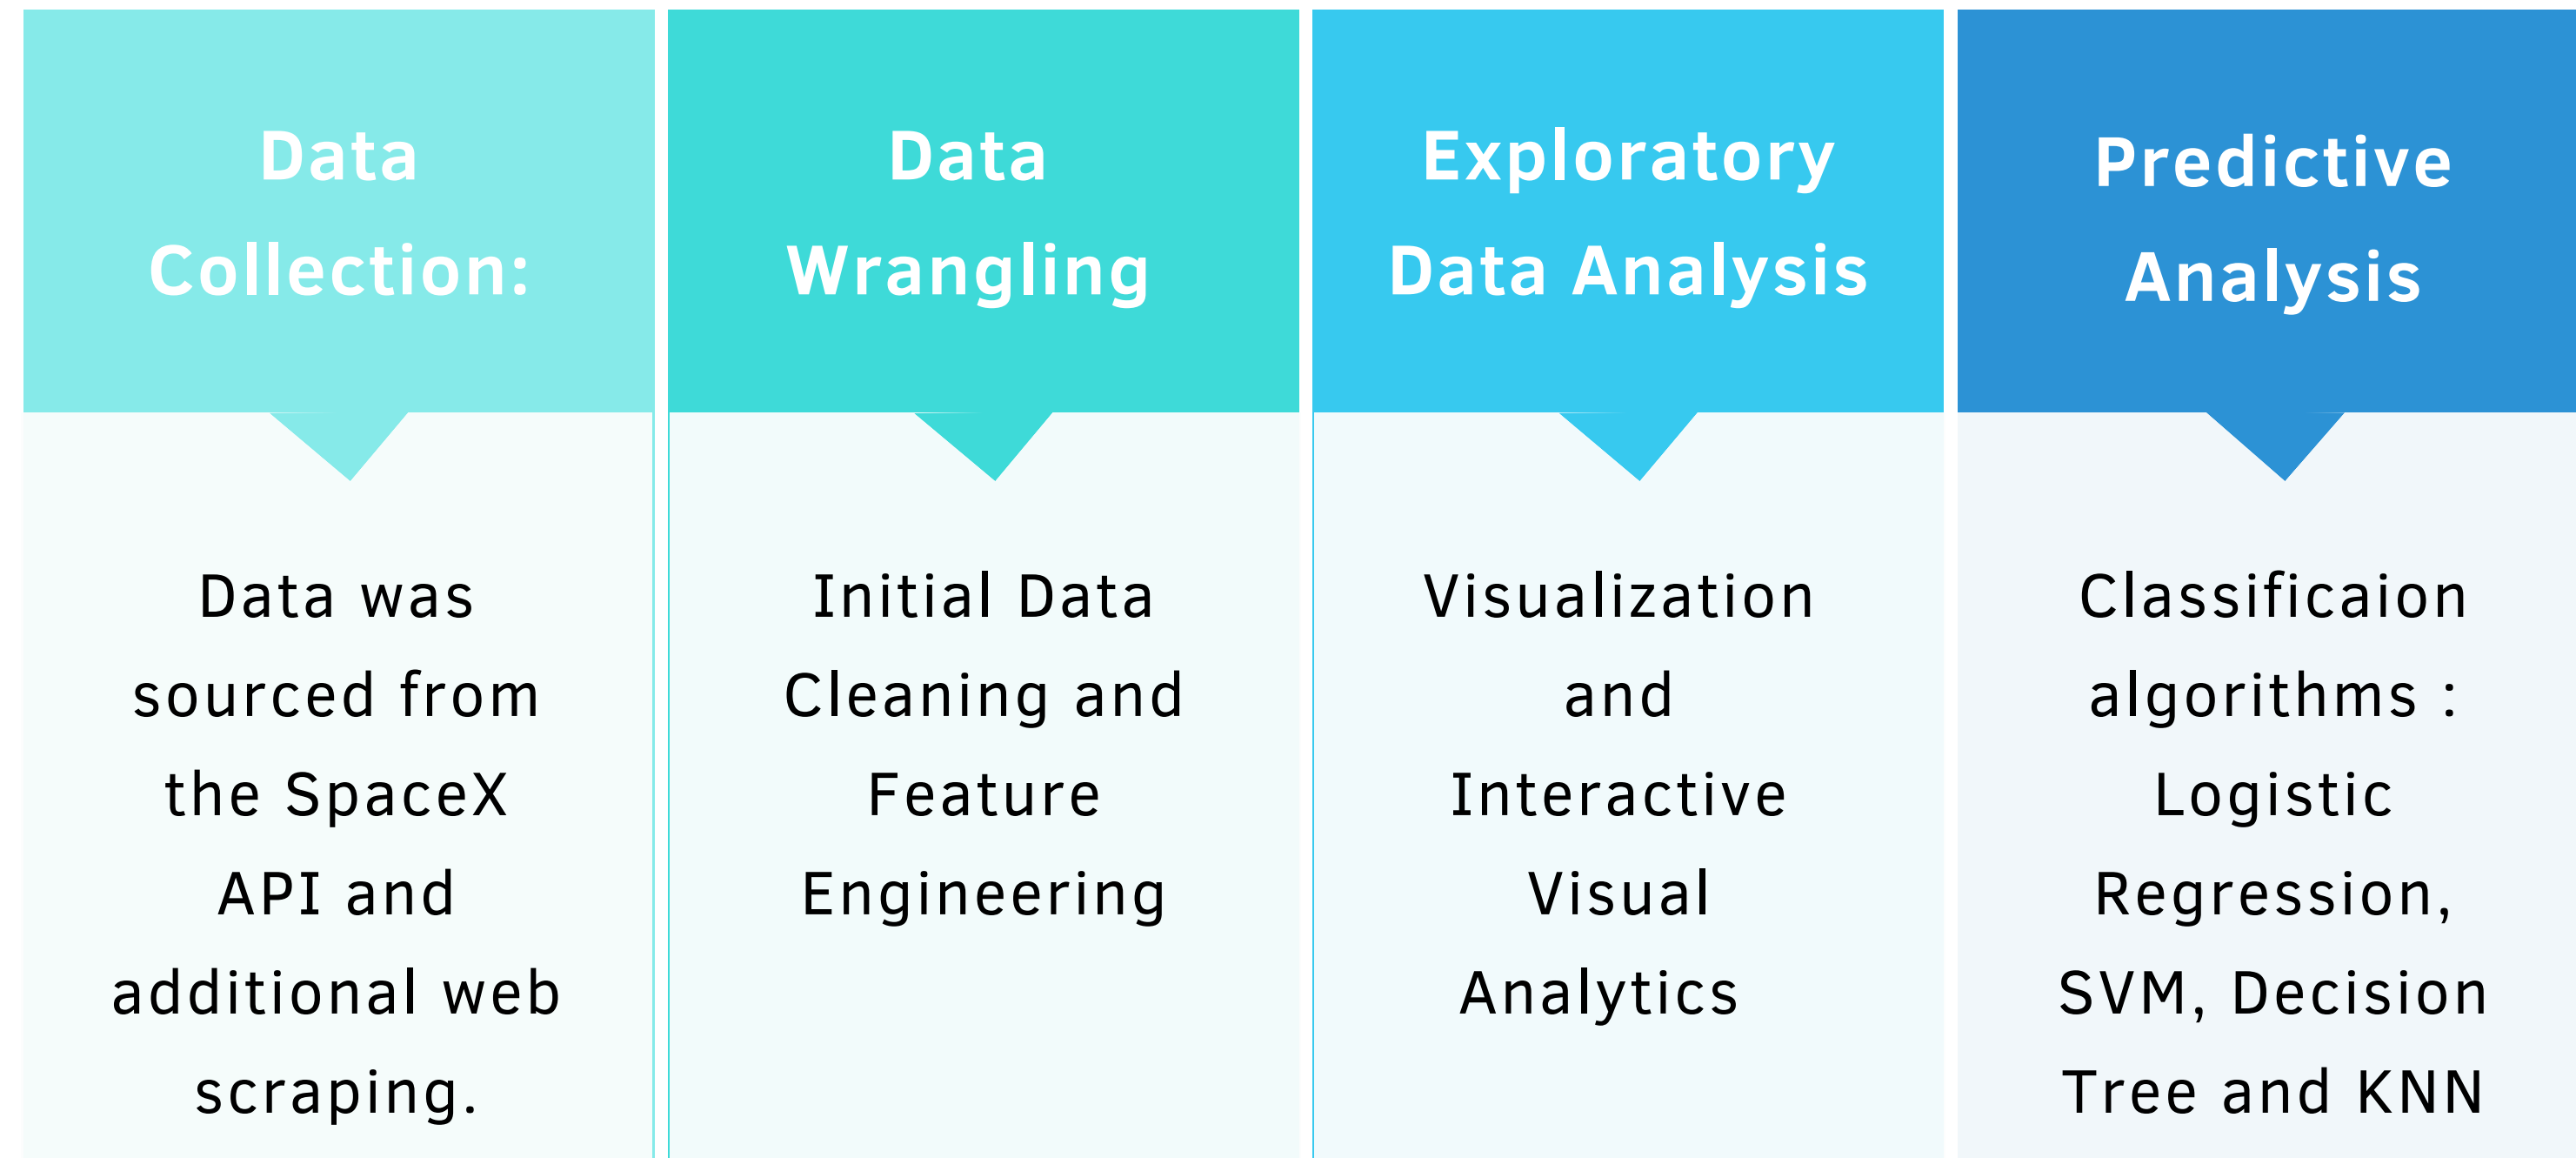 Data
Collection:
Data was
sourced from
the SpaceX
API and
additional web
scraping.
Data
Wrangling
Initial Data
Cleaning and
Feature
Engineering
Exploratory
Data Analysis
Visualization
and
Interactive
Visual
Analytics
Predictive
Analysis
Classificaion
algorithms :
Logistic
Regression,
SVM, Decision
Tree and KNN